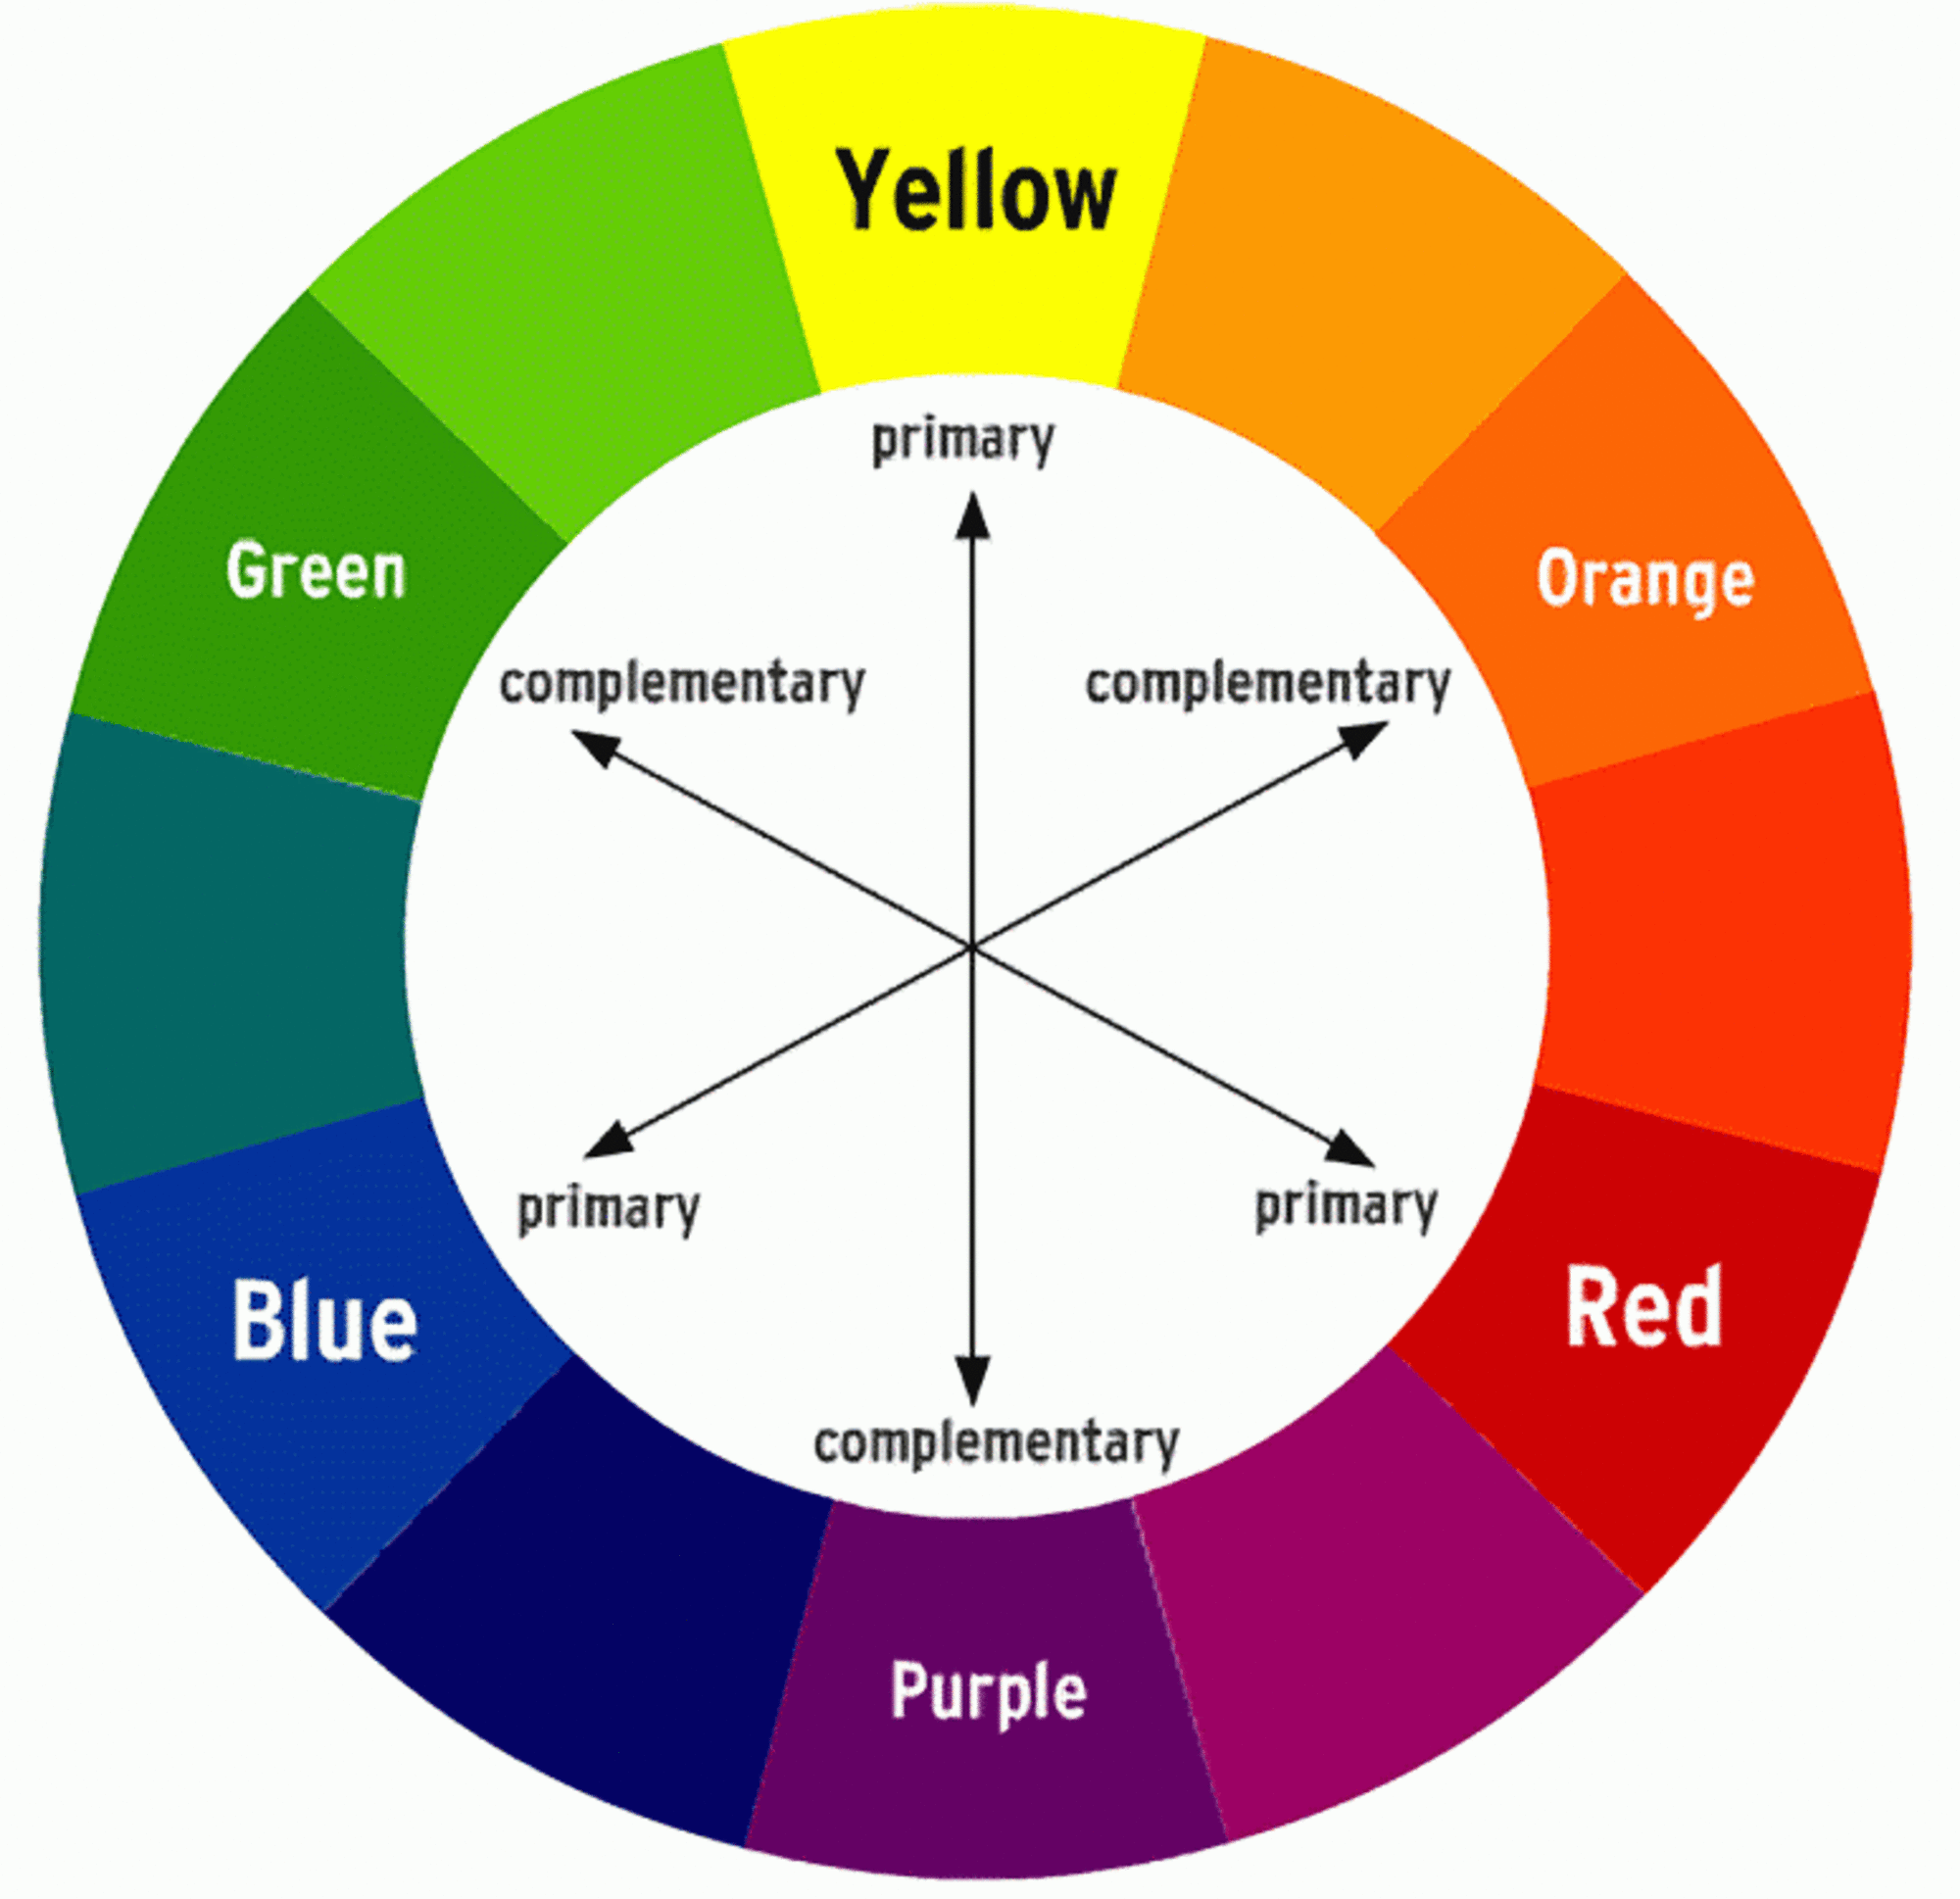 Yellow
primary
Green
Orange
complementary
complementary
primary
primary
Blue
Red
complementary
Purple